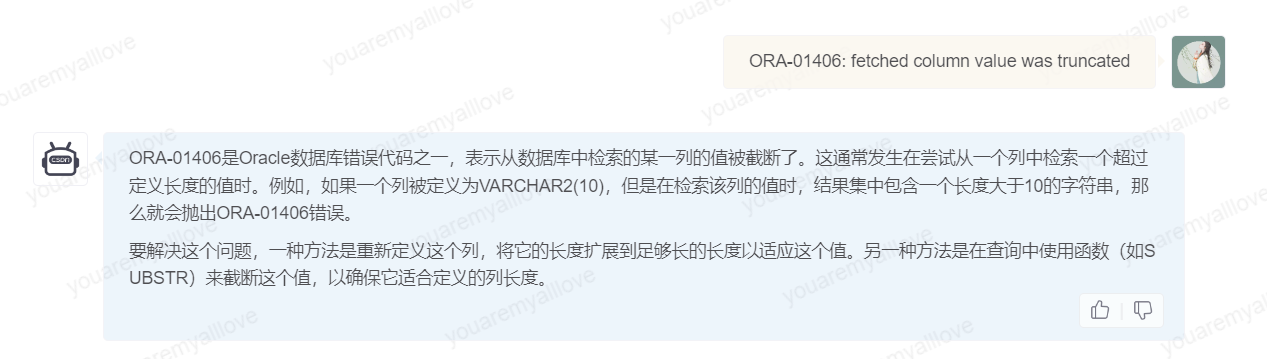 ORA-01406: fetched column value was truncated
CSDN
ORA-01406是Oracle数据库错误代码之一，表示从数据库中检索的某一列的值被截断了。这通常发生在尝试从一个列中检索一个超过
定义长度的值时。例如，如果一个列被定义为VARCHAR2(10)，但是在检索该列的值时，结果集中包含一个长度大于10的字符串，那
么就会抛出ORA-01406错误。
要解决这个问题，一种方法是重新定义这个列，将它的长度扩展到足够长的长度以适应这个值。另一种方法是在查询中使用函数（如S
UBSTR）来截断这个值，以确保它适合定义的列长度。
youaremyalllove